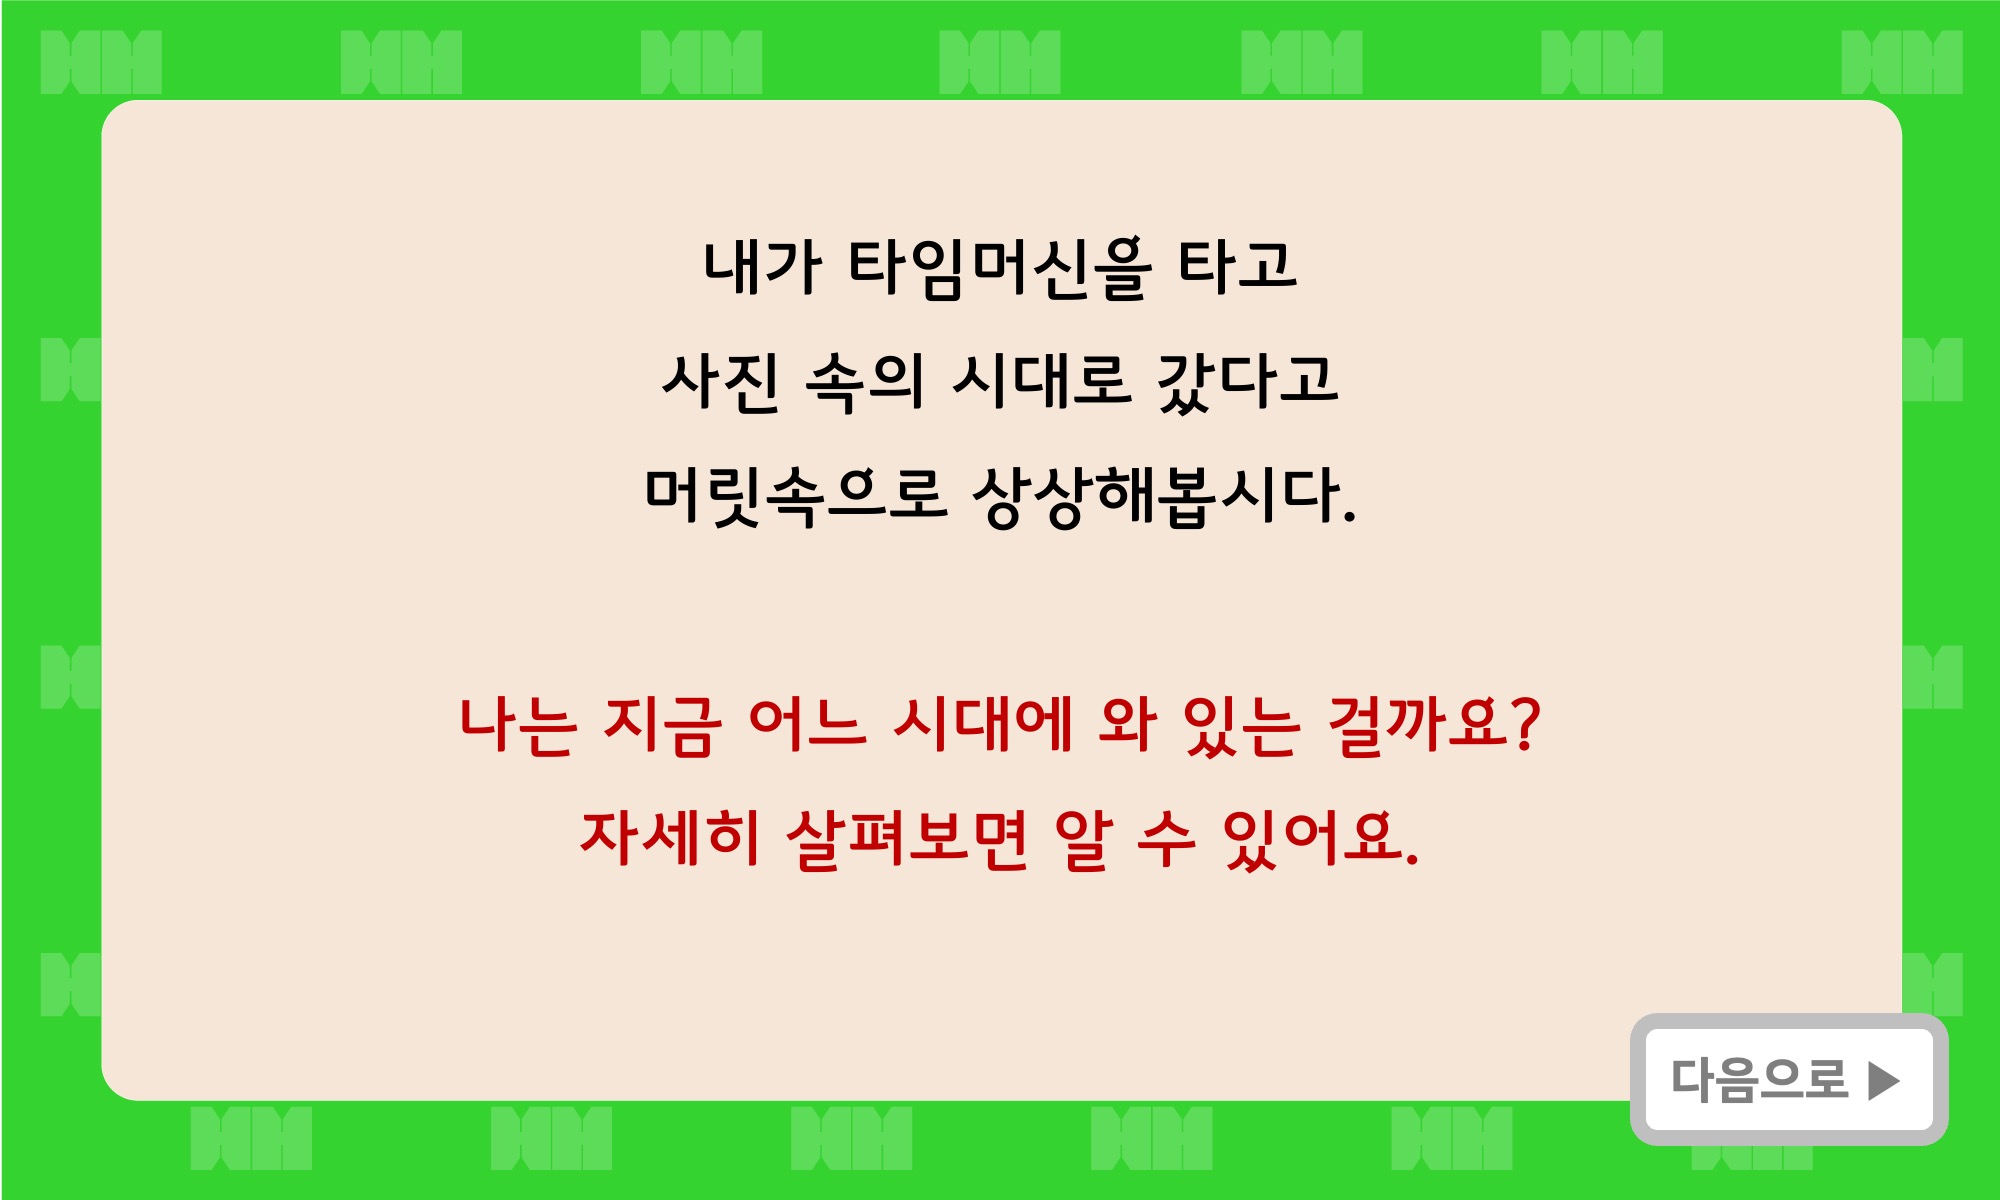 내가 타임머신을 타고
사진 속의 시대로 갔다고
머릿속으로 상상해봅시다.
나는 지금 어느 시대에 와 있는 걸까요?
자세히 살펴보면 알 수 있어요.
다음으로 ▶